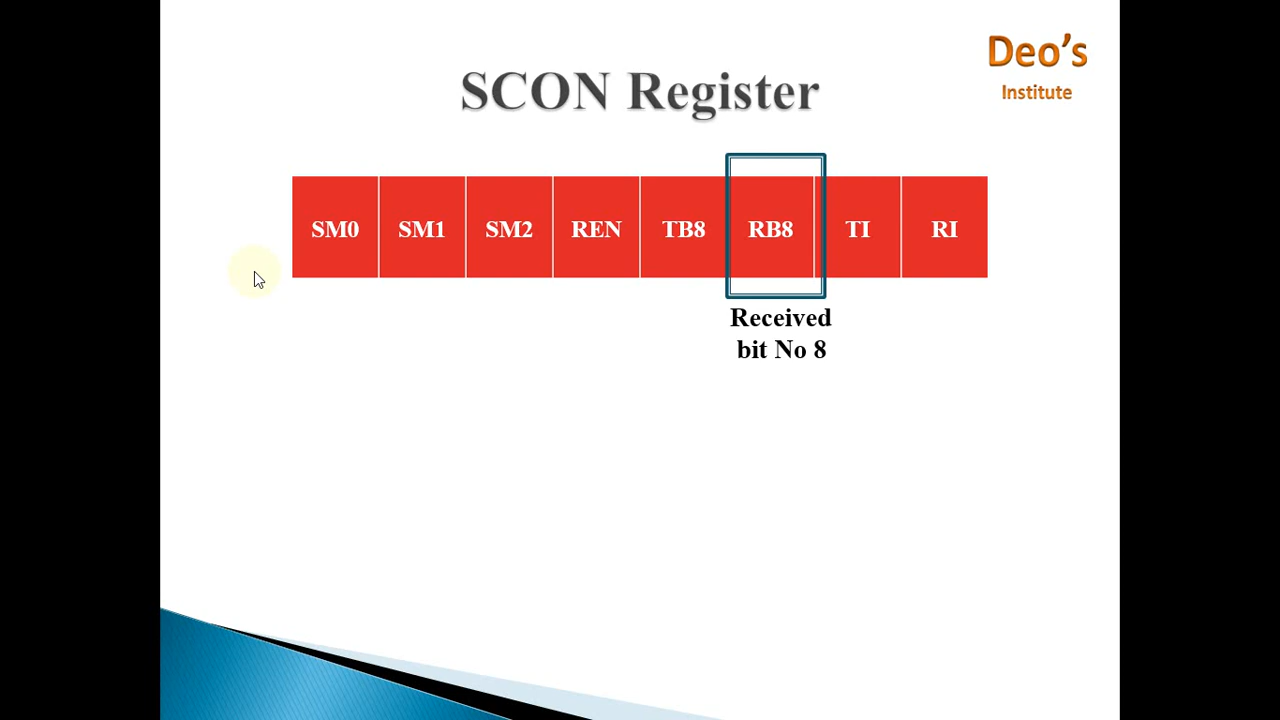 Deo's
Institute
SCON Register
SM0 SM1 SM2 REN TB8 RB8 TI RI
Received
bit No 8